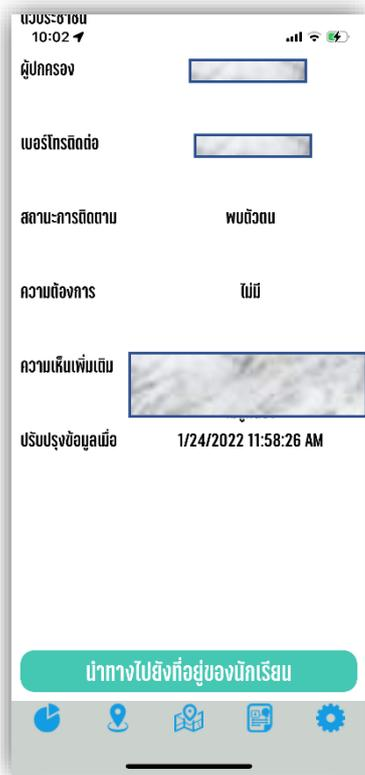 10:02
ผู้ปกครอง
เบอร์โทรติดต่อ
สถานะการติดตาม พบตัวตน
ความต้องการ ไม่มี
ความเห็นเพิ่มเติม
ปรับปรุงข้อมูลเมื่อ 1/24/2022 11:58:26 AM
นำทางไปยังที่อยู่ของนักเรียน